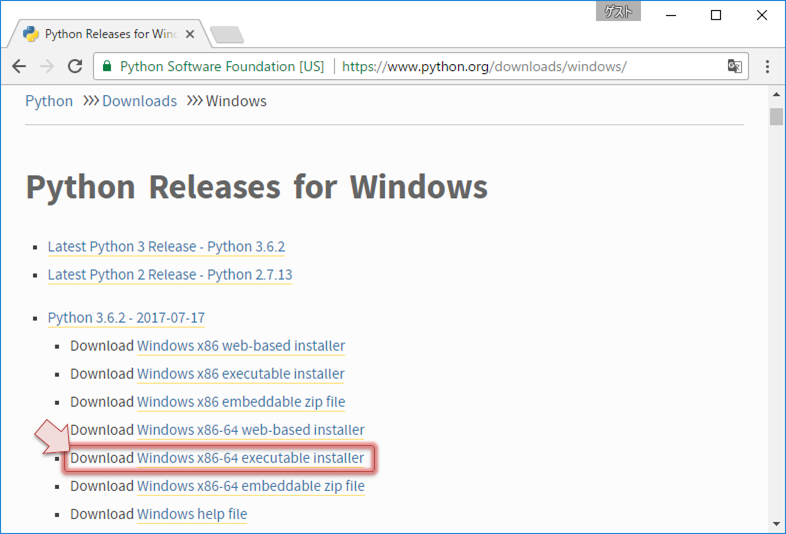 ゲスト
Python Releases for Win
Python Software Foundation [US] https://www.python.org/downloads/windows/
Python >>> Downloads >>> Windows
Python Releases for Windows
Latest Python 3 Release - Python 3.6.2
Latest Python 2 Release - Python 2.7.13
Python 3.6.2 - 2017-07-17
Download Windows x86 web-based installer
Download Windows x86 executable installer
Download Windows x86 embeddable zip file
Download Windows x86-64 web-based installer
Download Windows x86-64 executable installer
Download Windows x86-64 embeddable zip file
Download Windows help file